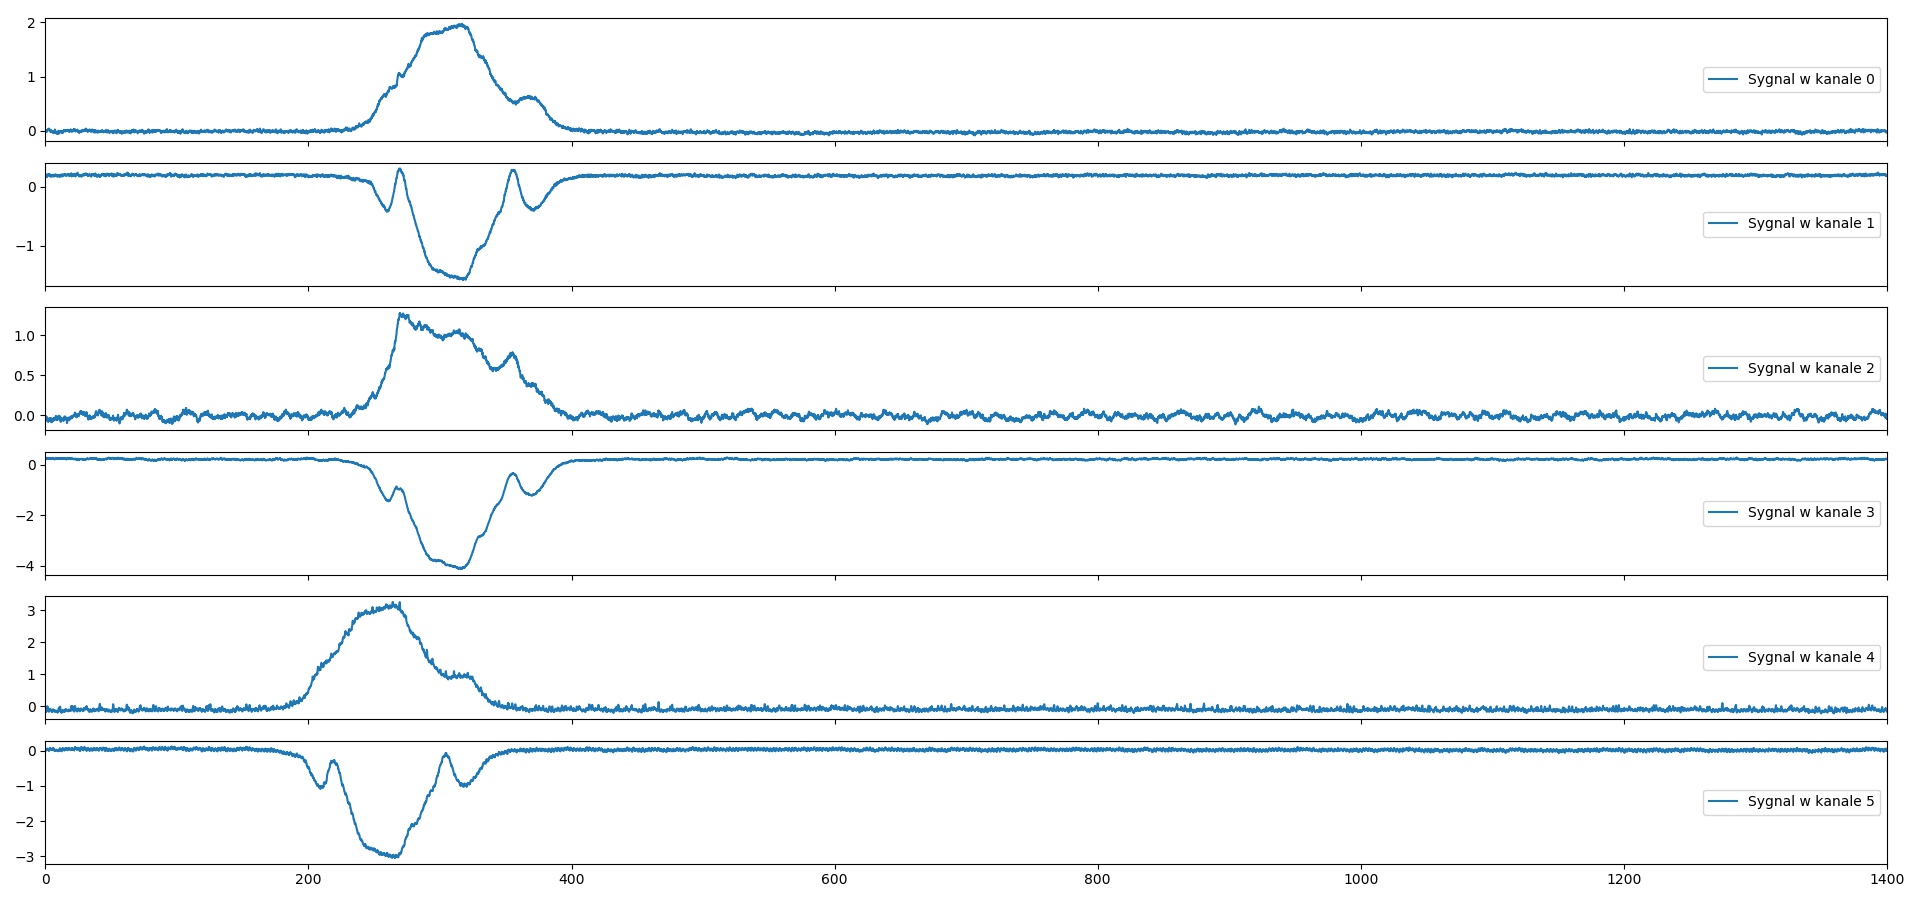 2
1
0
Sygnal w kanale 0
0
−1
Sygnal w kanale 1
1.0
0.5
0.0
Sygnal w kanale 2
0
−2
−4
Sygnal w kanale 3
3
2
1
0
Sygnal w kanale 4
0
−1
−2
−3
Sygnal w kanale 5
0 200 400 600 800 1000 1200 1400